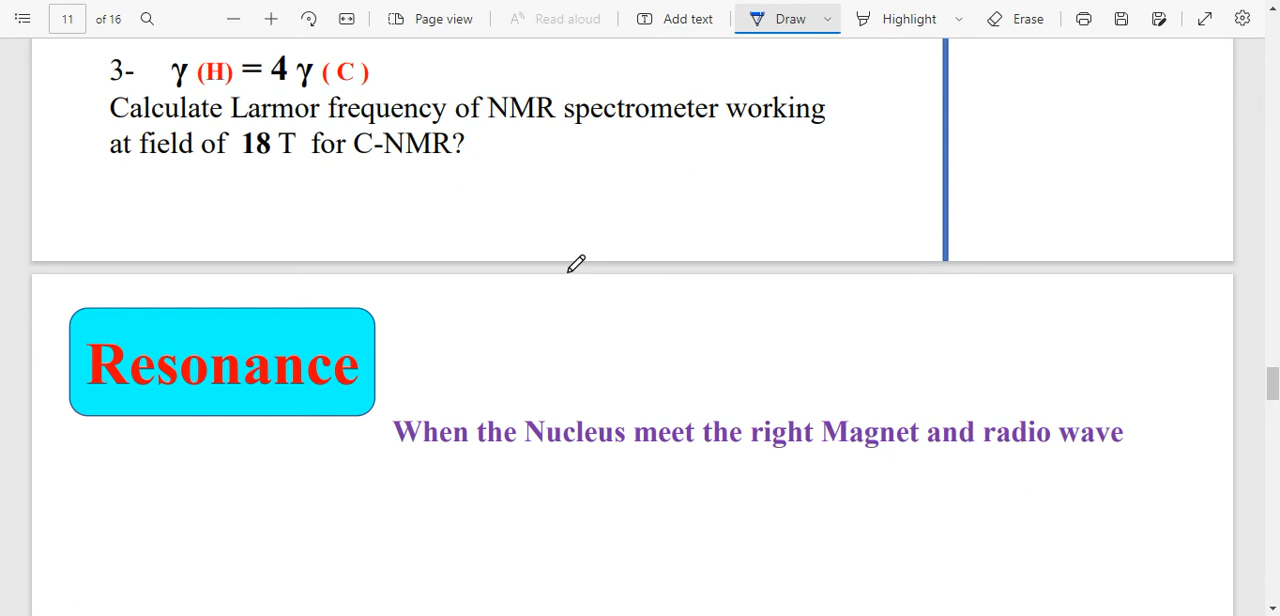 11 of 16 Page view Read aloud Add text Draw Highlight Erase
3- γ (H) = 4 γ ( C )
Calculate Larmor frequency of NMR spectrometer working
at field of 18 T for C-NMR?
Resonance
When the Nucleus meet the right Magnet and radio wave